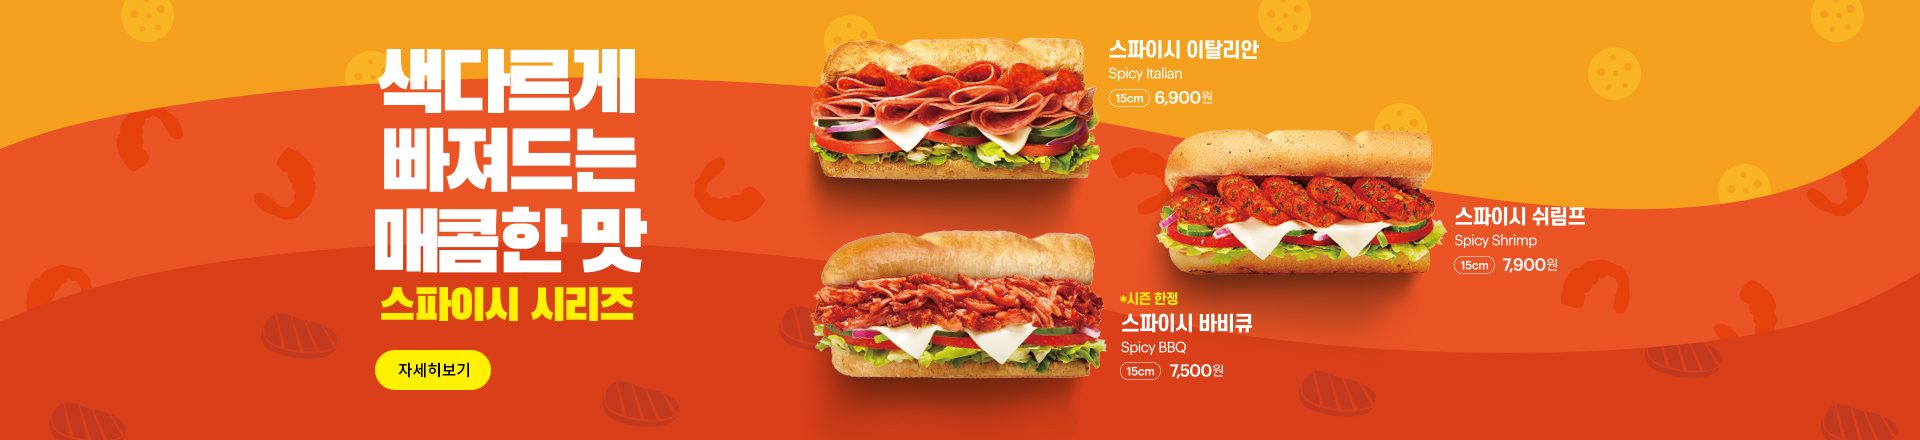 색다르게
빠져드는
매콤한 맛
스파이시 시리즈
자세히보기
스파이시 이탈리안
Spicy Italian
15cm 6,900원
스파이시 쉬림프
Spicy Shrimp
15cm 7,900원
*시즌 한정
스파이시 바비큐
Spicy BBQ
15cm 7,500원